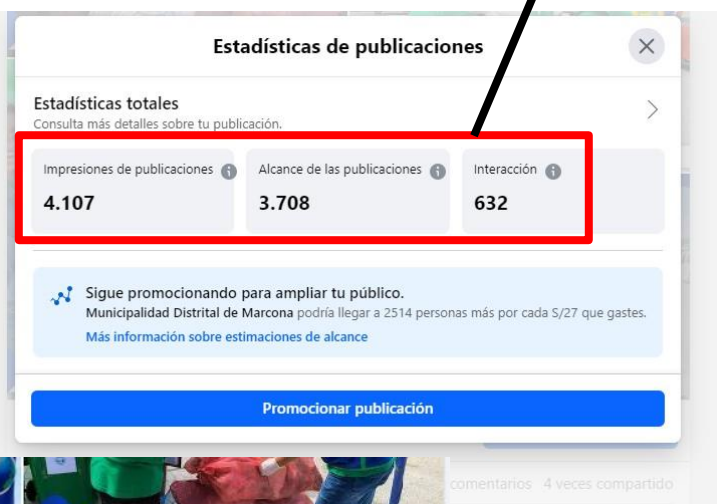 Estadísticas de publicaciones
Estadísticas totales
Consulta más detalles sobre tu publicación.
Impresiones de publicaciones
Alcance de las publicaciones
Interacción
4.107
3.708
632
Sigue promocionando para ampliar tu público.
Municipalidad Distrital de Marcona podría llegar a 2514 personas más por cada S/27 que gastes.
Más información sobre estimaciones de alcance
Promocionar publicación
comentarios 4 veces compartido